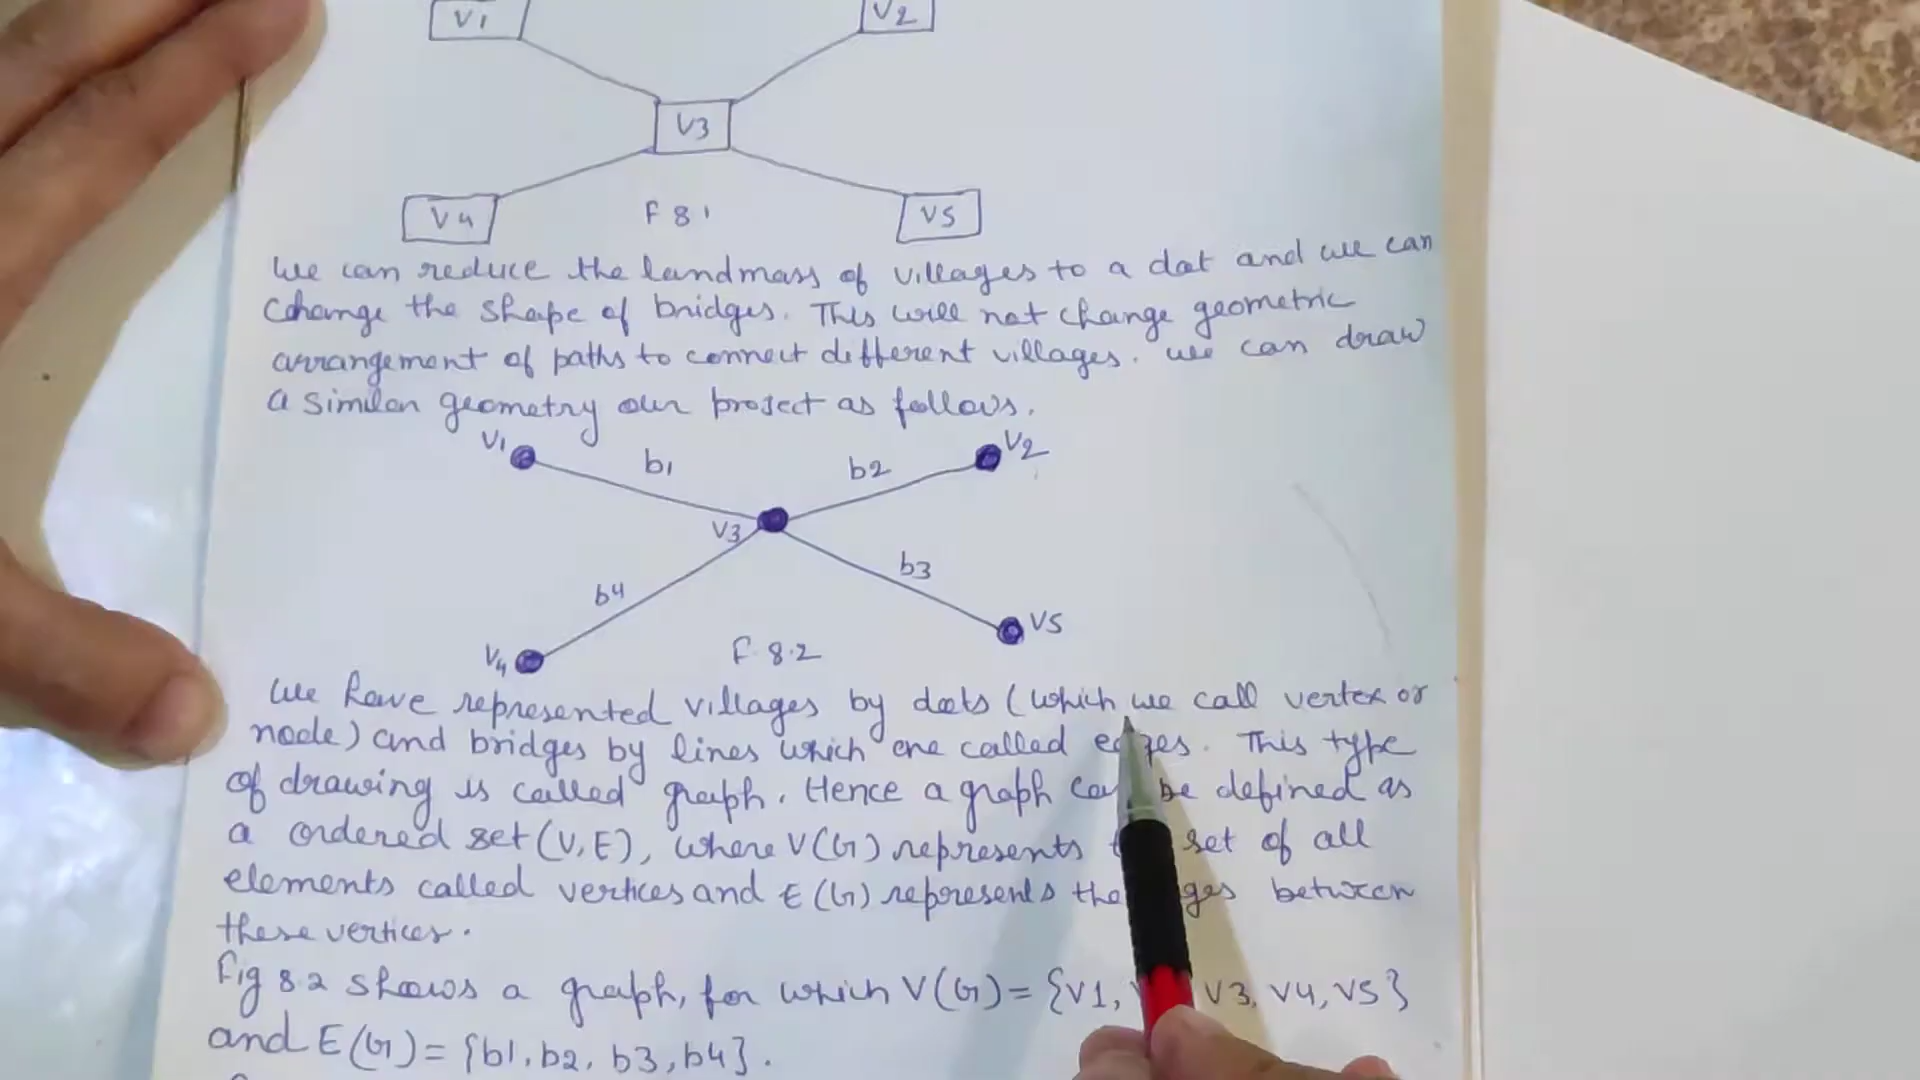 V1
V2
V3
V4
F 8 1
V5
We can reduce the landmass of villages to a dot and we can
Change the shape of bridges. This will not change geometric
arrangement of paths to connect different villages. We can draw
a similar geometry our project as follows.
V1
b1
b2
V2
V3
b4
b3
V4
F 8.2
V5
We have represented villages by dots (which we call vertex or
node) and bridges by lines which are called edges. This type
of drawing is called graph. Hence a graph can be defined as
a ordered set (V,E), where V(G) represents set of all
elements called vertices and E(G) represents the between
these vertices.
Fig 8.2 shows a graph, for which V(G) = {V1, V3, V4, V5}
and E(G) = {b1, b2, b3, b4}.